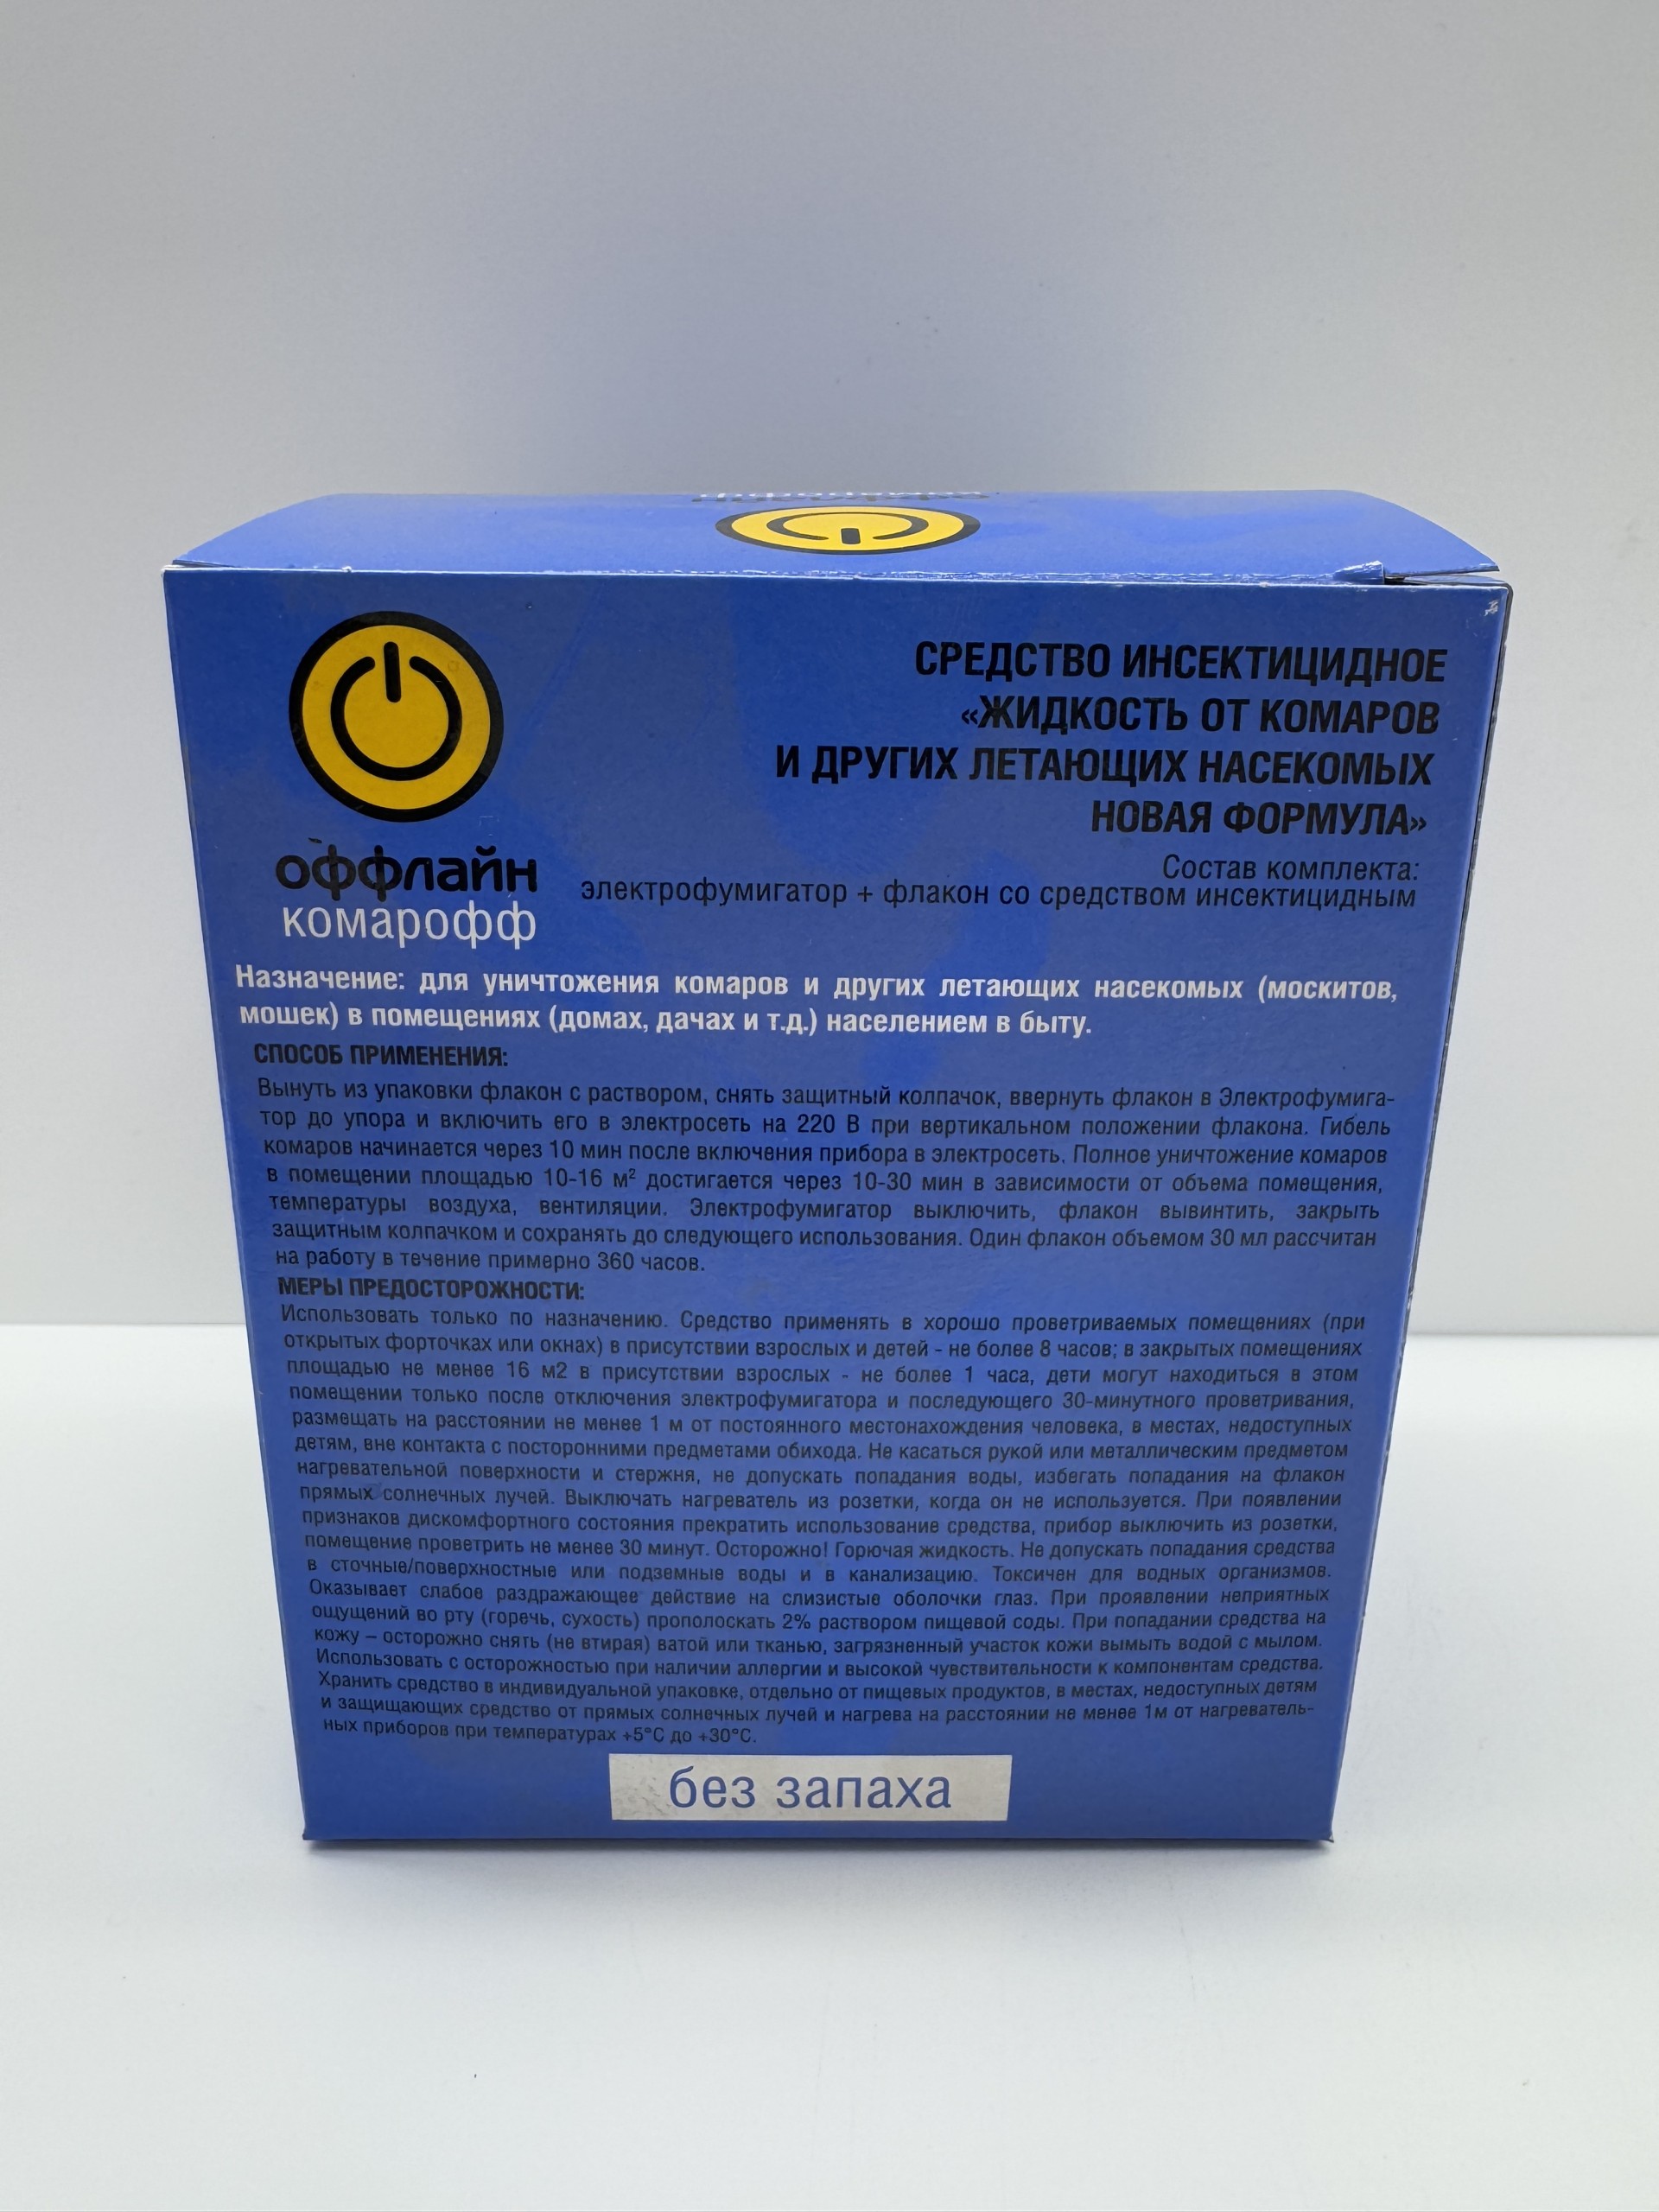 оффлайн
комарофф
СРЕДСТВО ИНСЕКТИЦИДНОЕ
«ЖИДКОСТЬ ОТ КОМАРОВ
И ДРУГИХ ЛЕТАЮЩИХ НАСЕКОМЫХ
НОВАЯ ФОРМУЛА»
Состав комплекта:
электрофумигатор + флакон со средством инсектицидным
Назначение: для уничтожения комаров и других летающих насекомых (москитов,
мошек) в помещениях (домах, дачах и т.д.) населением в быту.
СПОСОБ ПРИМЕНЕНИЯ:
Вынуть из упаковки флакон с раствором, снять защитный колпачок, ввернуть флакон в Электрофумига-
тор до упора и включить его в электросеть на 220 В при вертикальном положении флакона. Гибель
комаров начинается через 10 мин после включения прибора в электросеть. Полное уничтожение комаров
в помещении площадью 10-16 м² достигается через 10-30 мин в зависимости от объема помещения,
температуры воздуха, вентиляции. Электрофумигатор выключить, флакон вывинтить, закрыть
защитным колпачком и сохранять до следующего использования. Один флакон объемом 30 мл рассчитан
на работу в течение примерно 360 часов.
МЕРЫ ПРЕДОСТОРОЖНОСТИ:
Использовать только по назначению. Средство применять в хорошо проветриваемых помещениях (при
открытых форточках или окнах) в присутствии взрослых и детей - не более 8 часов; в закрытых помещениях
площадью не менее 16 м2 в присутствии взрослых - не более 1 часа, дети могут находиться в этом
помещении только после отключения электрофумигатора и последующего 30-минутного проветривания,
размещать на расстоянии не менее 1 м от постоянного местонахождения человека, в местах, недоступных
детям, вне контакта с посторонними предметами обихода. Не касаться рукой или металлическим предметом
нагревательной поверхности и стержня, не допускать попадания воды, избегать попадания на флакон
прямых солнечных лучей. Выключать нагреватель из розетки, когда он не используется. При появлении
признаков дискомфортного состояния прекратить использование средства, прибор выключить из розетки,
помещение проветрить не менее 30 минут. Осторожно! Горючая жидкость. Не допускать попадания средства
в сточные/поверхностные или подземные воды и в канализацию. Токсичен для водных организмов.
Оказывает слабое раздражающее действие на слизистые оболочки глаз. При проявлении неприятных
ощущений во рту (горечь, сухость) прополоскать 2% раствором пищевой соды. При попадании средства на
кожу – осторожно снять (не втирая) ватой или тканью, загрязненный участок кожи вымыть водой с мылом.
Использовать с осторожностью при наличии аллергии и высокой чувствительности к компонентам средства.
Хранить средство в индивидуальной упаковке, отдельно от пищевых продуктов, в местах, недоступных детям
и защищающих средство от прямых солнечных лучей и нагрева на расстоянии не менее 1м от нагреватель-
ных приборов при температурах +5°C до +30°C.
без запаха